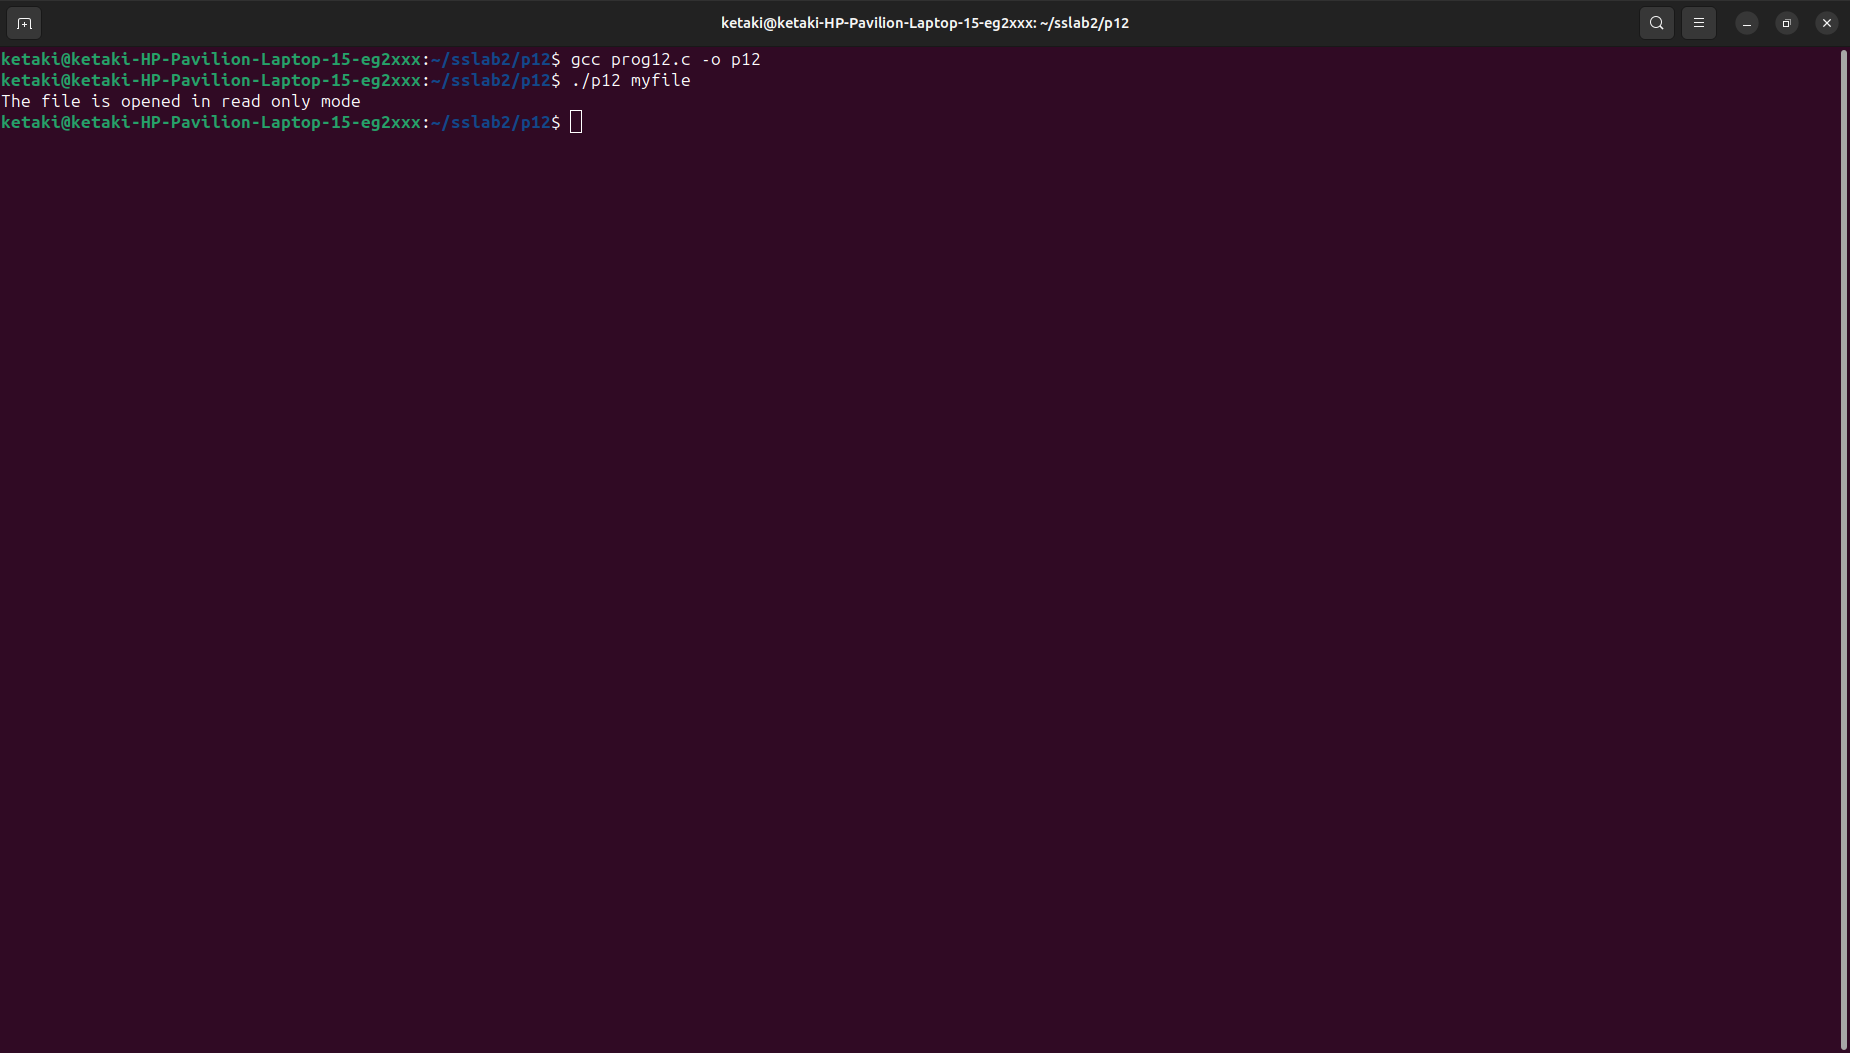 ketaki@ketaki-HP-Pavilion-Laptop-15-eg2xxx: ~/sslab2/p12
ketaki@ketaki-HP-Pavilion-Laptop-15-eg2xxx:~/sslab2/p12$ gcc prog12.c -o p12
ketaki@ketaki-HP-Pavilion-Laptop-15-eg2xxx:~/sslab2/p12$ ./p12 myfile
The file is opened in read only mode
ketaki@ketaki-HP-Pavilion-Laptop-15-eg2xxx:~/sslab2/p12$